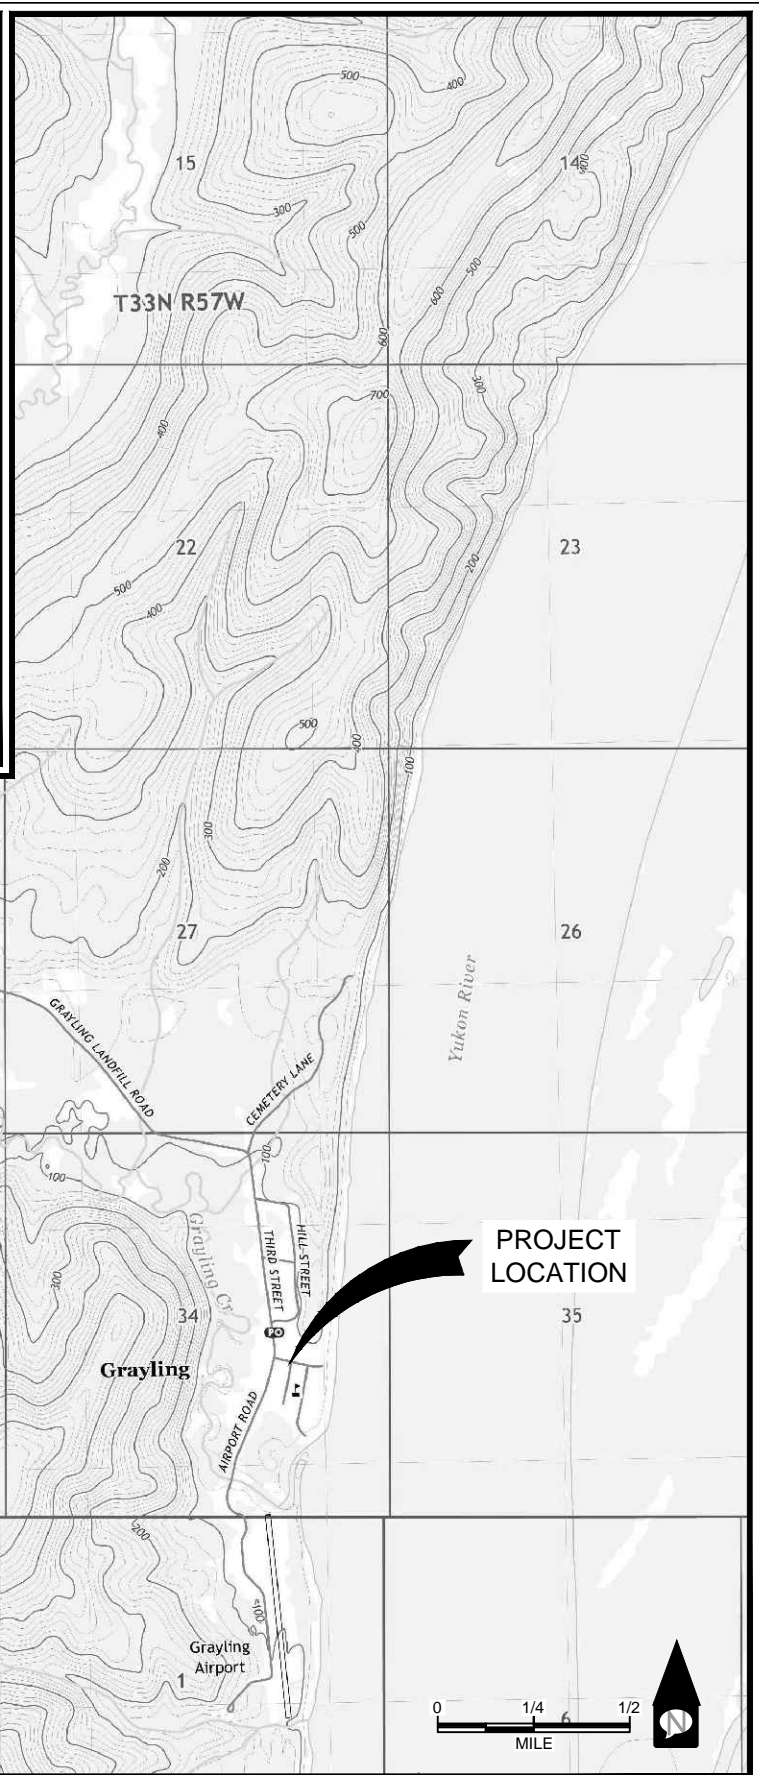 500
400
15
14
400
300
500
500
T33N R57W
600
600
700
300
400
22
23
200
500
400
500
400
100
300
200
27
26
Yukon River
GRAYLING LANDFILL ROAD
CEMETERY LANE
100
100
Grayling Cr
THIRD STREET
HILL STREET
PROJECT
LOCATION
300
34
35
PO
Grayling
AIRPORT ROAD
200
100
Grayling
Airport
1
6
0 1/4 1/2
MILE
N